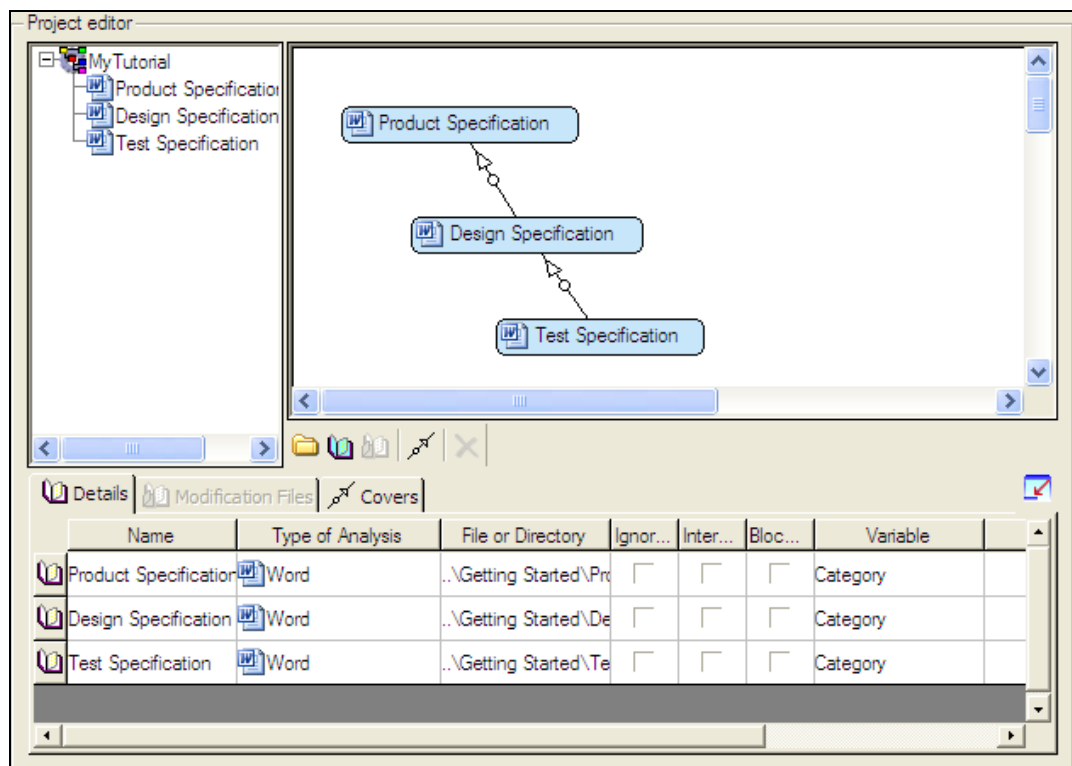 Project editor
MyTutorial
Product Specification
Design Specification
Test Specification
Product Specification
Design Specification
Test Specification
Details Modification Files Covers
Name Type of Analysis File or Directory Ignor... Inter... Bloc... Variable
Product Specification Word ..\Getting Started\Pro Category
Design Specification Word ..\Getting Started\De Category
Test Specification Word ..\Getting Started\Te Category